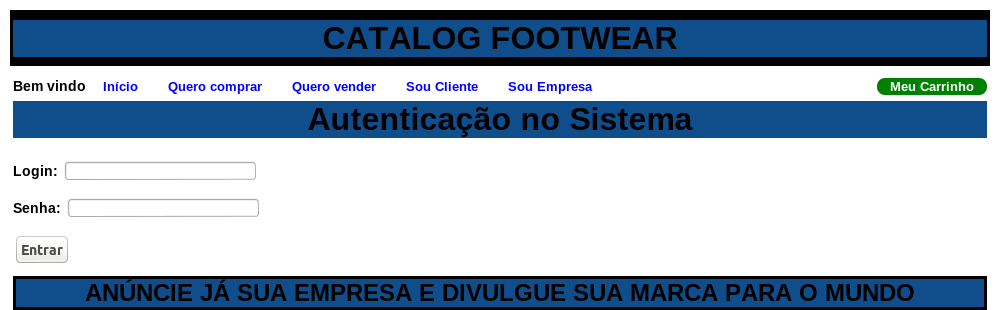 CATALOG FOOTWEAR
Bem vindo Início Quero comprar Quero vender Sou Cliente Sou Empresa Meu Carrinho
Autenticação no Sistema
Login:
Senha:
Entrar
ANÚNCIE JÁ SUA EMPRESA E DIVULGUE SUA MARCA PARA O MUNDO